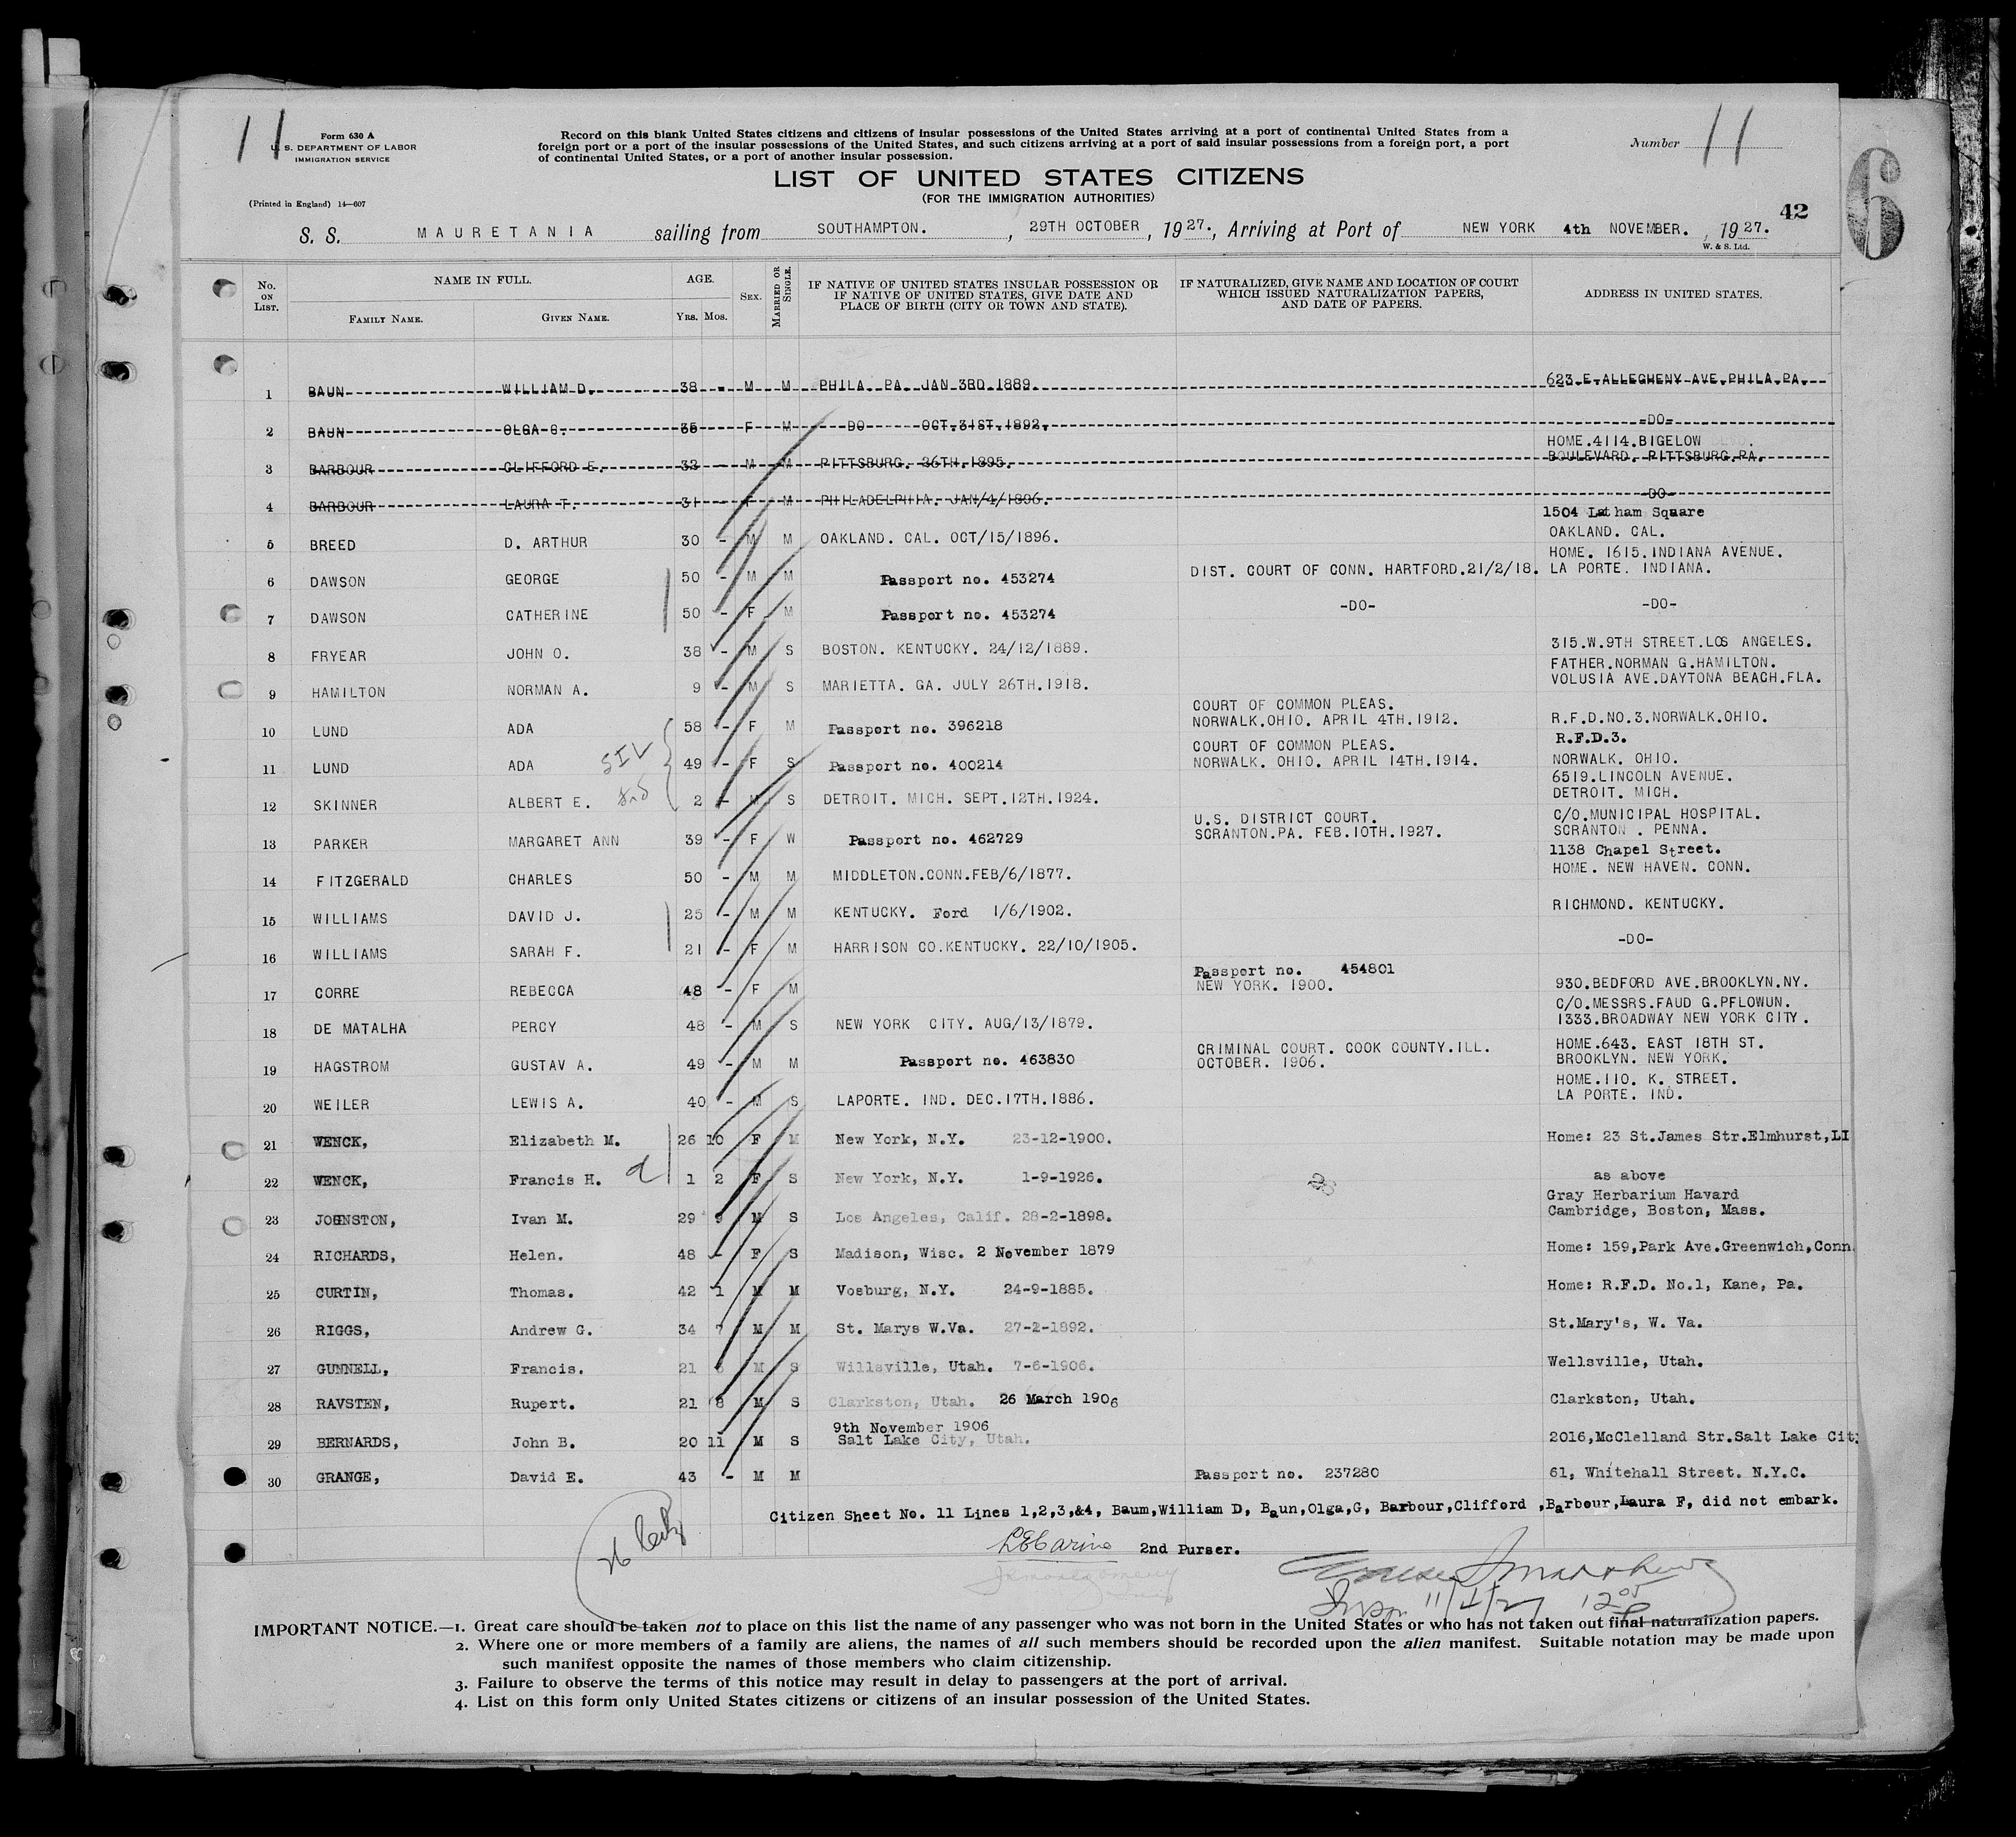 11
Form 630 A
U. S. DEPARTMENT OF LABOR
IMMIGRATION SERVICE
(Printed in England) 14—607
Record on this blank United States citizens and citizens of insular possessions of the United States arriving at a port of continental United States from a
foreign port or a port of the insular possessions of the United States, and such citizens arriving at a port of said insular possessions from a foreign port, a port
of continental United States, or a port of another insular possession.
Number 11
6
LIST OF UNITED STATES CITIZENS
(FOR THE IMMIGRATION AUTHORITIES)
42
S. S. MAURETANIA sailing from SOUTHAMPTON. , 29TH OCTOBER , 1927., Arriving at Port of NEW YORK 4th NOVEMBER. , 1927.
W. & S. Ltd.
No. ON LIST. NAME IN FULL. AGE. SEX. MARRIED OR SINGLE. IF NATIVE OF UNITED STATES INSULAR POSSESSION OR IF NATIVE OF UNITED STATES, GIVE DATE AND PLACE OF BIRTH (CITY OR TOWN AND STATE). IF NATURALIZED, GIVE NAME AND LOCATION OF COURT WHICH ISSUED NATURALIZATION PAPERS, AND DATE OF PAPERS. ADDRESS IN UNITED STATES.
FAMILY NAME. GIVEN NAME. YRS. MOS.
1 BAUN WILLIAM D. 38 - M M PHILA. PA. JAN 3RD.1889. 623.E.ALLEGHENY AVE.PHILA.PA.
2 BAUN OLGA G. 35 F M DO OCT.31ST.1892. -DO-
HOME.4114.BIGELOW
3 BARBOUR CLIFFORD E. 32 - M M PITTSBURG. 26TH.1895. BOULEVARD. PITTSBURG.PA.
4 BARBOUR LAURA T. 31 - F M PHILADELPHIA. JAN/4/1896. -DO-
1504 Latham Square
5 BREED D. ARTHUR 30 - M M OAKLAND. CAL. OCT/15/1896. OAKLAND. CAL.
HOME. 1615.INDIANA AVENUE.
6 DAWSON GEORGE 50 - M M Passport no. 453274 DIST. COURT OF CONN. HARTFORD.21/2/18. LA PORTE. INDIANA.
7 DAWSON CATHERINE 50 - F M Passport no. 453274 -DO- -DO-
8 FRYEAR JOHN O. 38 - M S BOSTON. KENTUCKY. 24/12/1889. 315.W.9TH STREET.LOS ANGELES.
FATHER.NORMAN G.HAMILTON.
9 HAMILTON NORMAN A. 9 - M S MARIETTA. GA. JULY 26TH.1918. VOLUSIA AVE.DAYTONA BEACH.FLA.
COURT OF COMMON PLEAS.
10 LUND ADA 58 - F M Passport no. 396218 NORWALK.OHIO. APRIL 4TH.1912. R.F.D.NO.3.NORWALK.OHIO.
COURT OF COMMON PLEAS. R.F.D.3.
11 LUND ADA 49 - F S Passport no. 400214 NORWALK. OHIO. APRIL 14TH.1914. NORWALK. OHIO.
6519.LINCOLN AVENUE.
12 SKINNER ALBERT E. 2 - M S DETROIT. MICH. SEPT.12TH.1924. DETROIT. MICH.
U.S. DISTRICT COURT. C/O.MUNICIPAL HOSPITAL.
13 PARKER MARGARET ANN 39 - F W Passport no. 462729 SCRANTON.PA. FEB.10TH.1927. SCRANTON . PENNA.
1138 Chapel Street.
14 FITZGERALD CHARLES 50 - M M MIDDLETON.CONN.FEB/6/1877. HOME. NEW HAVEN. CONN.
15 WILLIAMS DAVID J. 25 - M M KENTUCKY. Ford 1/6/1902. RICHMOND. KENTUCKY.
16 WILLIAMS SARAH F. 21 - F M HARRISON CO.KENTUCKY. 22/10/1905. -DO-
Passport no. 454801
17 CORRE REBECCA 48 - F M NEW YORK. 1900. 930.BEDFORD AVE.BROOKLYN.NY.
C/O.MESSRS.FAUD G.PFLOWUN.
18 DE MATALHA PERCY 48 - M S NEW YORK CITY. AUG/13/1879. 1333.BROADWAY NEW YORK CITY.
CRIMINAL COURT. COOK COUNTY.ILL. HOME.643. EAST 18TH ST.
19 HAGSTROM GUSTAV A. 49 - M M Passport no. 463830 OCTOBER. 1906. BROOKLYN. NEW YORK.
HOME.110. K. STREET.
20 WEILER LEWIS A. 40 - M S LAPORTE. IND. DEC.17TH.1886. LA PORTE. IND.
21 WENCK, Elizabeth M. 26 10 F M New York, N.Y. 23-12-1900. Home: 23 St.James Str.Elmhurst,LI
22 WENCK, Francis H. 1 2 F S New York, N.Y. 1-9-1926. as above
Gray Herbarium Havard
23 JOHNSTON, Ivan M. 29 9 M S Los Angeles, Calif. 28-2-1898. Cambridge, Boston, Mass.
24 RICHARDS, Helen. 48 - F S Madison, Wisc. 2 November 1879 Home: 159,Park Ave.Greenwich,Conn.
25 CURTIN, Thomas. 42 1 M M Vosburg, N.Y. 24-9-1885. Home: R.F.D. No.1, Kane, Pa.
26 RIGGS, Andrew G. 34 7 M M St. Marys W.Va. 27-2-1892. St.Mary's, W. Va.
27 GUNNELL, Francis. 21 M S Willsville, Utah. 7-6-1906. Wellsville, Utah.
28 RAVSTEN, Rupert. 21 8 M S Clarkston, Utah. 26 March 1906 Clarkston, Utah.
9th November 1906
29 BERNARDS, John B. 20 11 M S Salt Lake City, Utah. 2016,McClelland Str.Salt Lake City
30 GRANGE, David E. 43 - M M Passport no. 237280 61, Whitehall Street. N.Y.C.
Citizen Sheet No. 11 Lines 1,2,3,&4, Baum,William D, Baun,Olga,G, Barbour,Clifford ,Barbour,Laura F, did not embark.
2nd Purser.
IMPORTANT NOTICE.—1. Great care should be taken not to place on this list the name of any passenger who was not born in the United States or who has not taken out final naturalization papers.
2. Where one or more members of a family are aliens, the names of all such members should be recorded upon the alien manifest. Suitable notation may be made upon
such manifest opposite the names of those members who claim citizenship.
3. Failure to observe the terms of this notice may result in delay to passengers at the port of arrival.
4. List on this form only United States citizens or citizens of an insular possession of the United States.